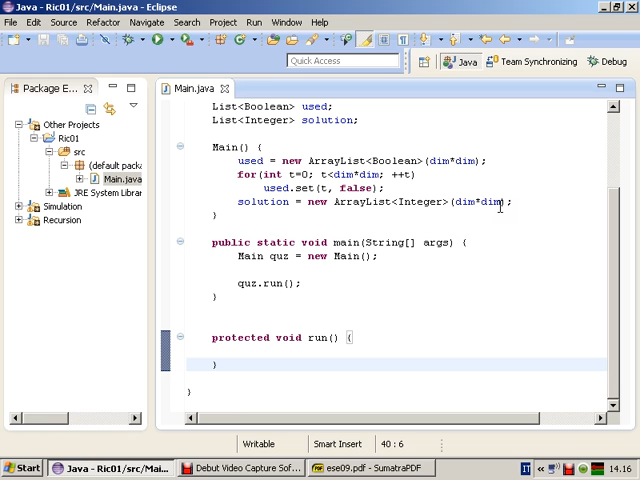 Java - Ric01/src/Main.java - Eclipse
File Edit Source Refactor Navigate Search Project Run Window Help
Quick Access
Java Team Synchronizing Debug
Package E...
Main.java
Other Projects
Ric01
src
(default packa
Main.java
JRE System Librar
Simulation
Recursion
List<Boolean> used;
List<Integer> solution;
Main() {
used = new ArrayList<Boolean>(dim*dim);
for(int t=0; t<dim*dim; ++t)
used.set(t, false);
solution = new ArrayList<Integer>(dim*dim);
}
public static void main(String[] args) {
Main quz = new Main();
quz.run();
}
protected void run() {
}
}
Writable Smart Insert 40 : 6
Start Java - Ric01/src/Mai... Debut Video Capture Sof... ese09.pdf - SumatraPDF IT 14.16